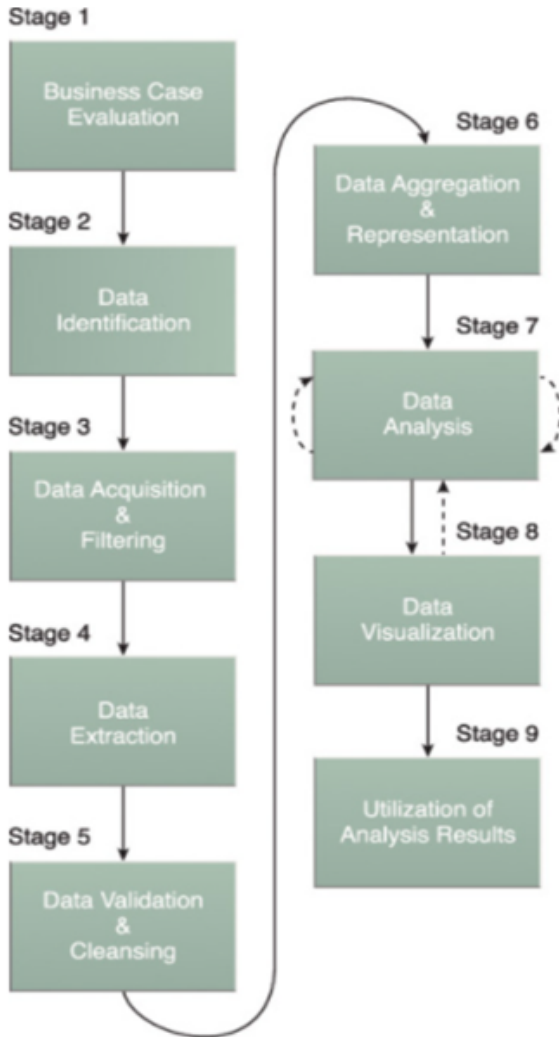 Stage 1
Business Case
Evaluation
Stage 2
Data
Identification
Stage 3
Data Acquisition
&
Filtering
Stage 4
Data
Extraction
Stage 5
Data Validation
&
Cleansing
Stage 6
Data Aggregation
&
Representation
Stage 7
Data
Analysis
Stage 8
Data
Visualization
Stage 9
Utilization of
Analysis Results